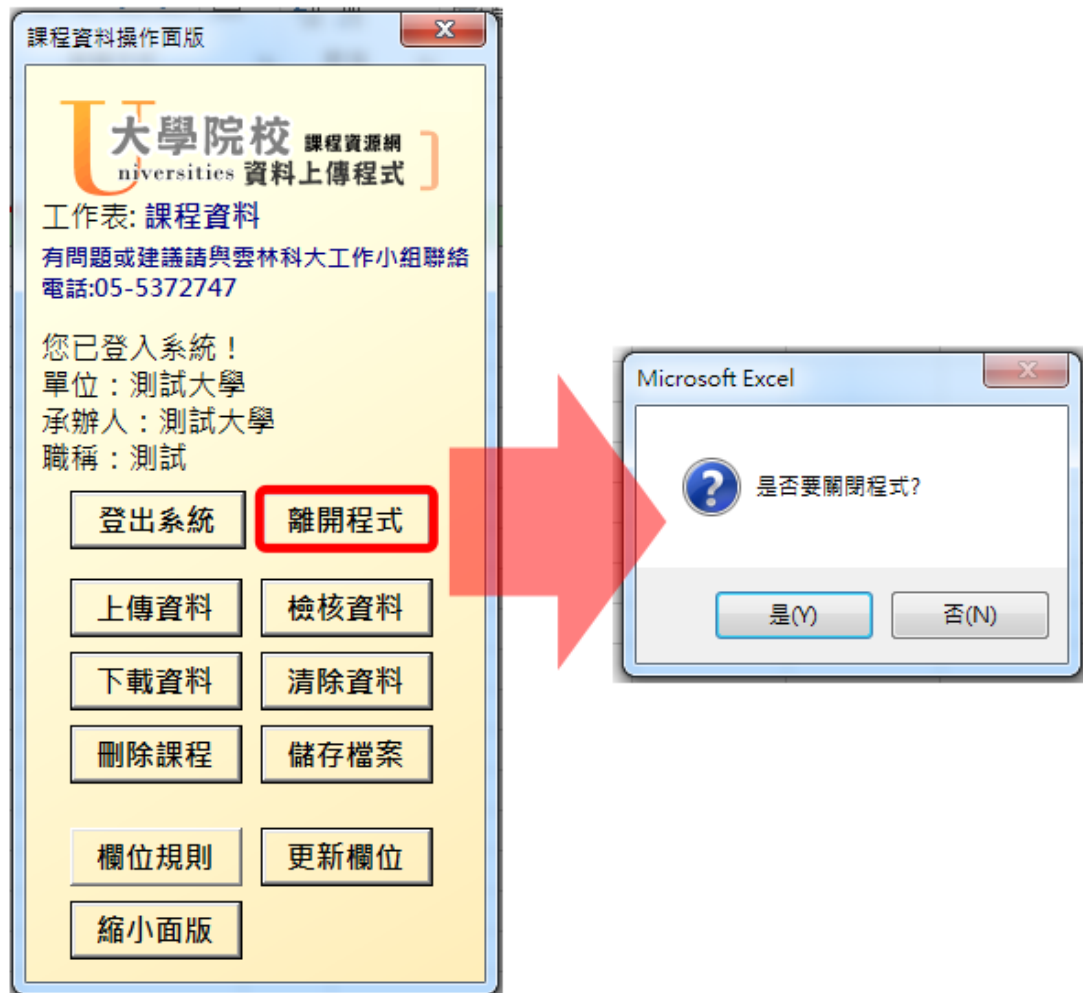 課程資料操作面版
大學院校 課程資源網
Universities 資料上傳程式
工作表: 課程資料
有問題或建議請與雲林科大工作小組聯絡
電話:05-5372747
您已登入系統！
單位：測試大學
承辦人：測試大學
職稱：測試
登出系統 離開程式
上傳資料 檢核資料
下載資料 清除資料
刪除課程 儲存檔案
欄位規則 更新欄位
縮小面版
Microsoft Excel
是否要關閉程式?
是(Y) 否(N)